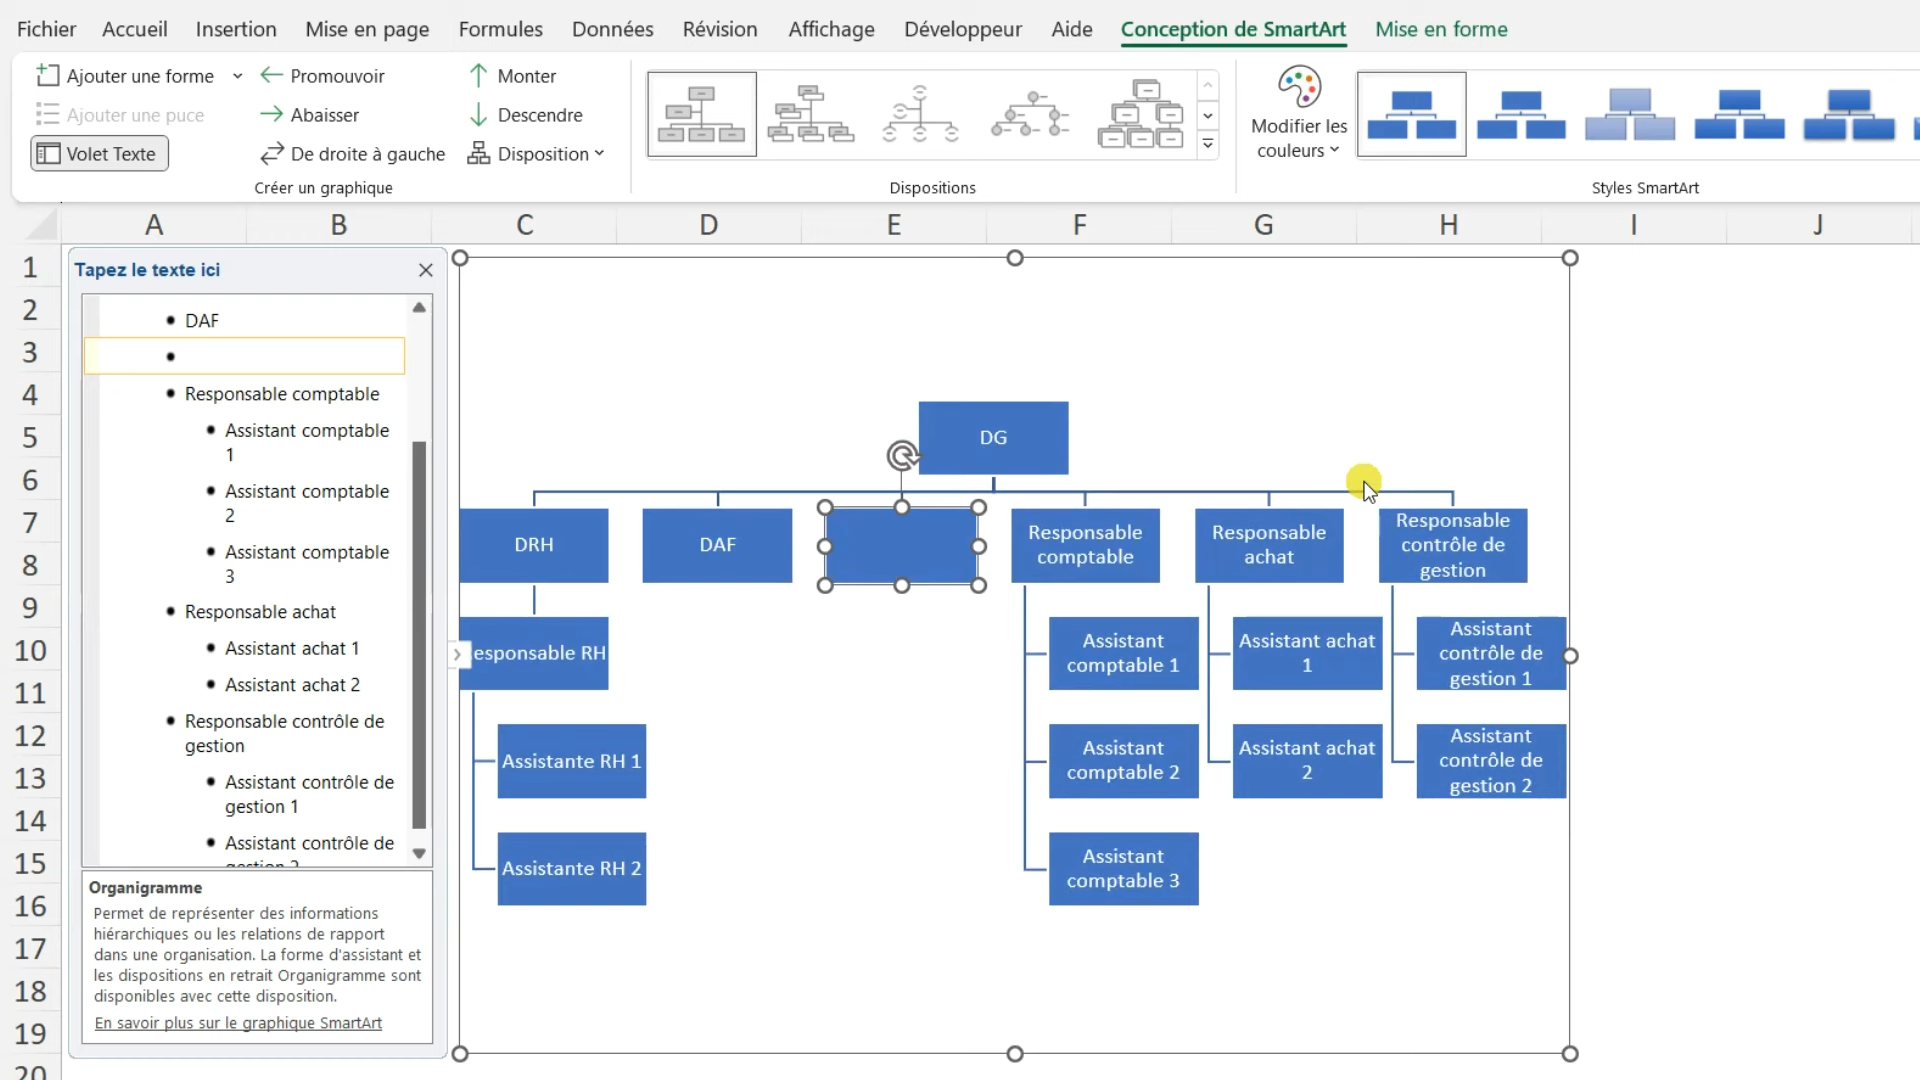 Fichier Accueil Insertion Mise en page Formules Données Révision Affichage Développeur Aide Conception de SmartArt Mise en forme
Ajouter une forme Promouvoir Monter
Ajouter une puce Abaisser Descendre
Volet Texte De droite à gauche Disposition
Modifier les
couleurs
Créer un graphique Dispositions Styles SmartArt
A B C D E F G H I J
1
2
3
4
5
6
7
8
9
10
11
12
13
14
15
16
17
18
19
20
Tapez le texte ici
DAF
Responsable comptable
Assistant comptable
1
Assistant comptable
2
Assistant comptable
3
Responsable achat
Assistant achat 1
Assistant achat 2
Responsable contrôle de
gestion
Assistant contrôle de
gestion 1
Assistant contrôle de
gestion 2
Organigramme
Permet de représenter des informations
hiérarchiques ou les relations de rapport
dans une organisation. La forme d'assistant et
les dispositions en retrait Organigramme sont
disponibles avec cette disposition.
En savoir plus sur le graphique SmartArt
DG
DRH
DAF
Responsable
comptable
Responsable
achat
Responsable
contrôle de
gestion
esponsable RH
Assistant
comptable 1
Assistant achat
1
Assistant
contrôle de
gestion 1
Assistante RH 1
Assistant
comptable 2
Assistant achat
2
Assistant
contrôle de
gestion 2
Assistante RH 2
Assistant
comptable 3